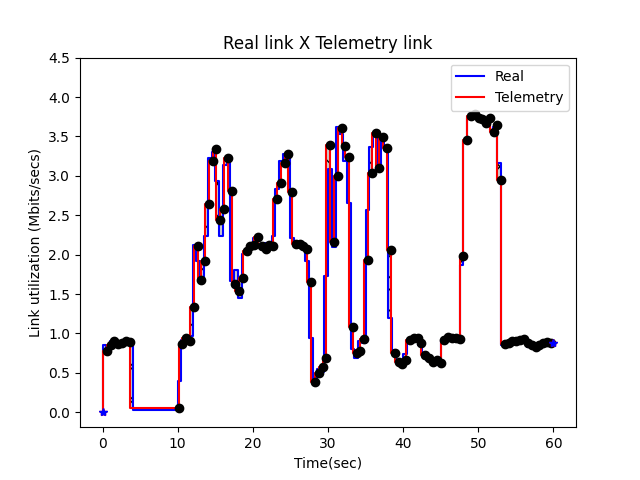 Real link X Telemetry link
Real
Telemetry
Link utilization (Mbits/secs)
4.5
4.0
3.5
3.0
2.5
2.0
1.5
1.0
0.5
0.0
0 10 20 30 40 50 60
Time(sec)